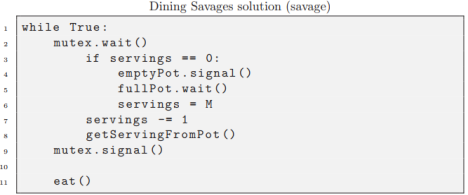 Dining Savages solution (savage)
1 while True:
2     mutex.wait()
3         if servings == 0:
4             emptyPot.signal()
5             fullPot.wait()
6             servings = M
7         servings -= 1
8         getServingFromPot()
9     mutex.signal()
10
11     eat()